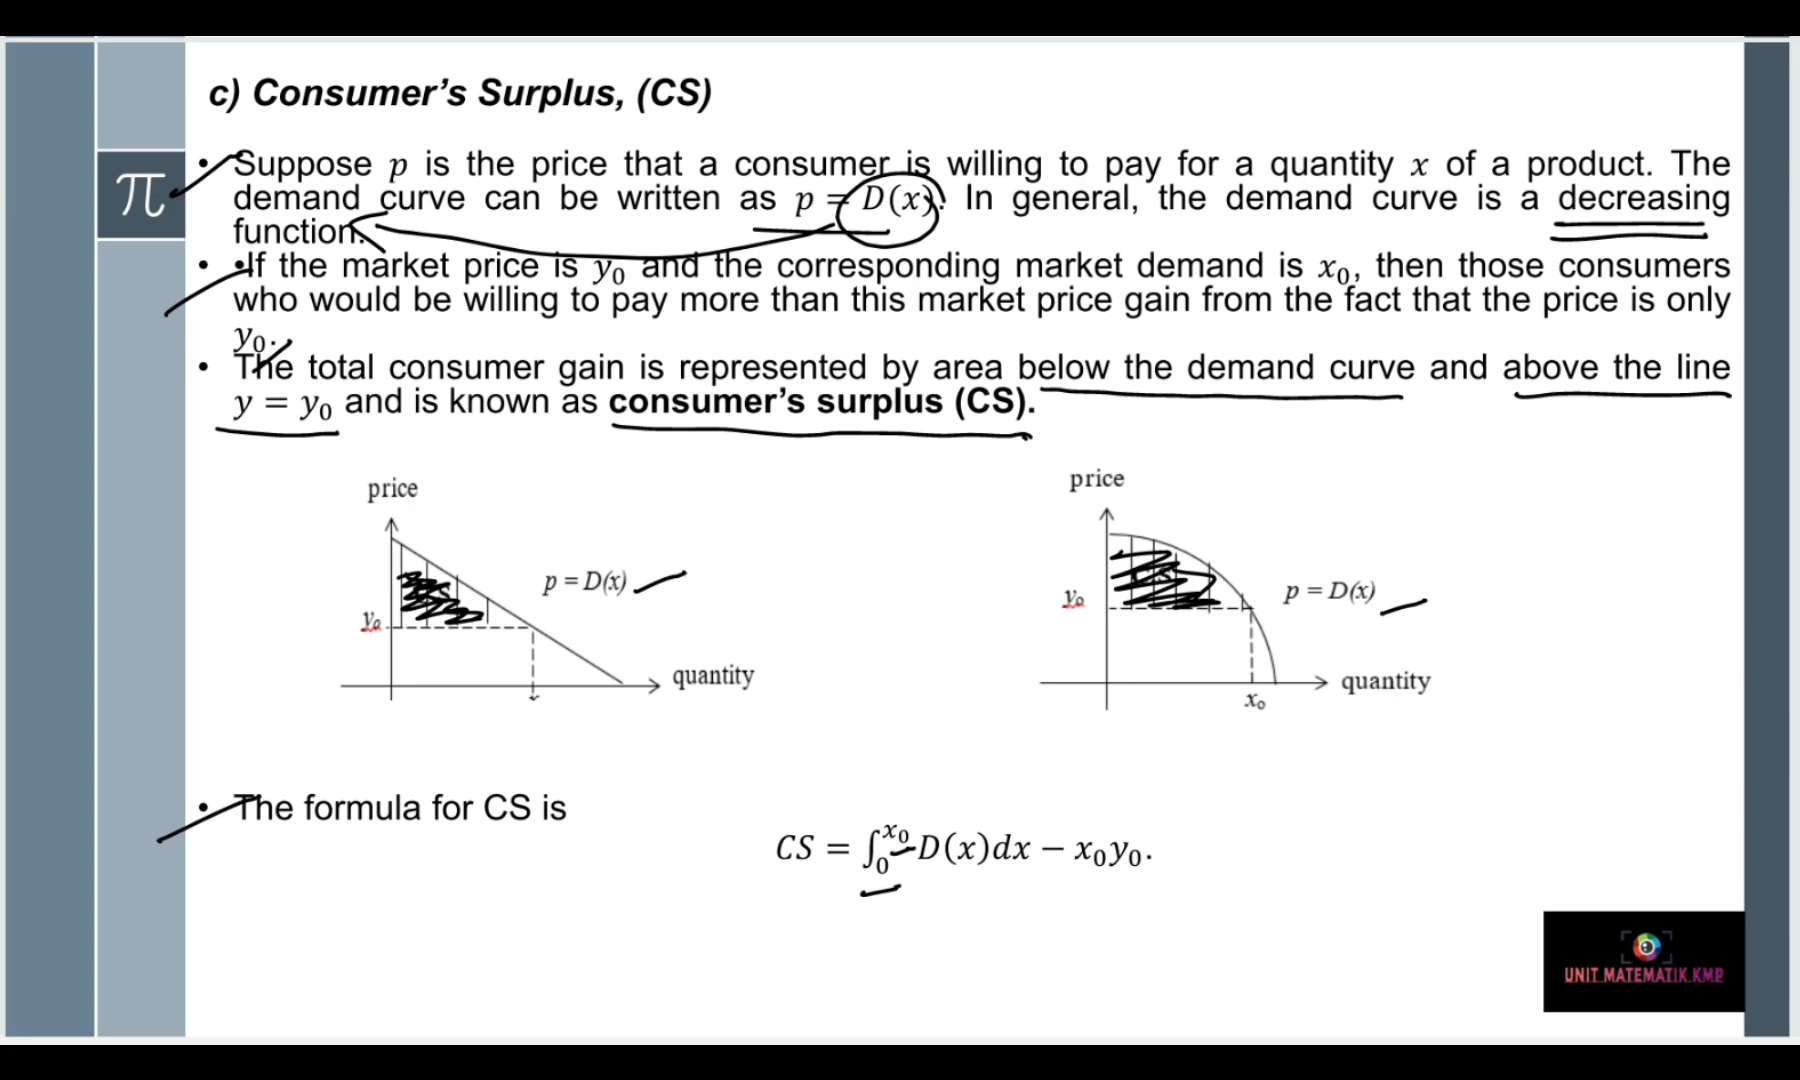 c) Consumer's Surplus, (CS)
π
• Suppose p is the price that a consumer is willing to pay for a quantity x of a product. The
demand curve can be written as p = D(x). In general, the demand curve is a decreasing
function.
• •If the market price is y₀ and the corresponding market demand is x₀, then those consumers
who would be willing to pay more than this market price gain from the fact that the price is only
y₀.
• The total consumer gain is represented by area below the demand curve and above the line
y = y₀ and is known as consumer's surplus (CS).
price
p = D(x)
y₀
quantity
price
CS
p = D(x)
y₀
quantity
x₀
• The formula for CS is
CS = ∫₀^x₀ D(x)dx − x₀y₀.
UNIT MATEMATIK KMP